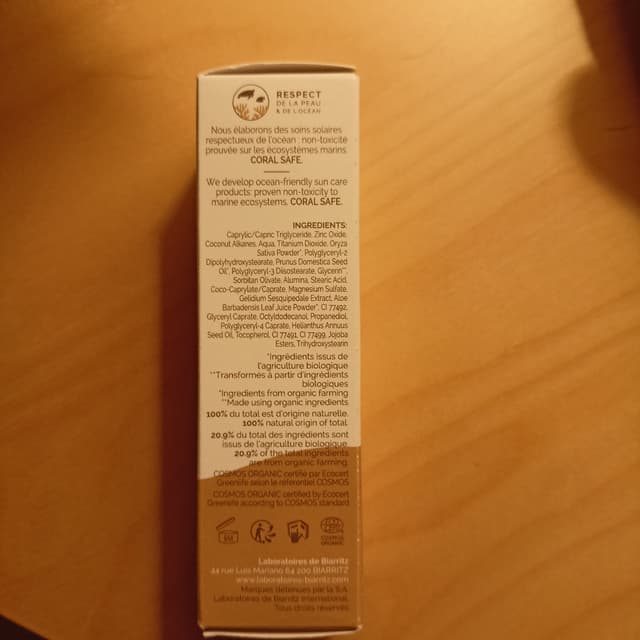 RESPECT
DE LA PEAU
& DE L'OCÉAN
Nous élaborons des soins solaires
respectueux de l'océan : non-toxicité
prouvée sur les écosystèmes marins.
CORAL SAFE.
We develop ocean-friendly sun care
products: proven non-toxicity to
marine ecosystems. CORAL SAFE.
INGREDIENTS:
Caprylic/Capric Triglyceride, Zinc Oxide,
Coconut Alkanes, Aqua, Titanium Dioxide, Oryza
Sativa Powder*, Polyglyceryl-2
Dipolyhydroxystearate, Prunus Domestica Seed
Oil*, Polyglyceryl-3 Diisostearate, Glycerin**,
Sorbitan Olivate, Alumina, Stearic Acid,
Coco-Caprylate/Caprate, Magnesium Sulfate,
Gelidium Sesquipedale Extract, Aloe
Barbadensis Leaf Juice Powder*, CI 77492,
Glyceryl Caprate, Octyldodecanol, Propanediol,
Polyglyceryl-4 Caprate, Helianthus Annuus
Seed Oil, Tocopherol, CI 77491, CI 77499, Jojoba
Esters, Trihydroxystearin
*Ingrédients issus de
l'agriculture biologique
**Transformés à partir d'ingrédients
biologiques
*Ingredients from organic farming
**Made using organic ingredients
100% du total est d'origine naturelle.
100% natural origin of total.
20.9% du total des ingrédients sont
issus de l'agriculture biologique.
20.9% of the total ingredients
are from organic farming.
COSMOS ORGANIC certifié par Ecocert
Greenlife selon le référentiel COSMOS
COSMOS ORGANIC certified by Ecocert
Greenlife according to COSMOS standard
COSMOS
ORGANIC
Laboratoires de Biarritz
44 rue Luis Mariano 64 200 BIARRITZ
www.laboratoires-biarritz.com
Marques détenues par la S.A.
Laboratoires de Biarritz International.
Tous droits réservés